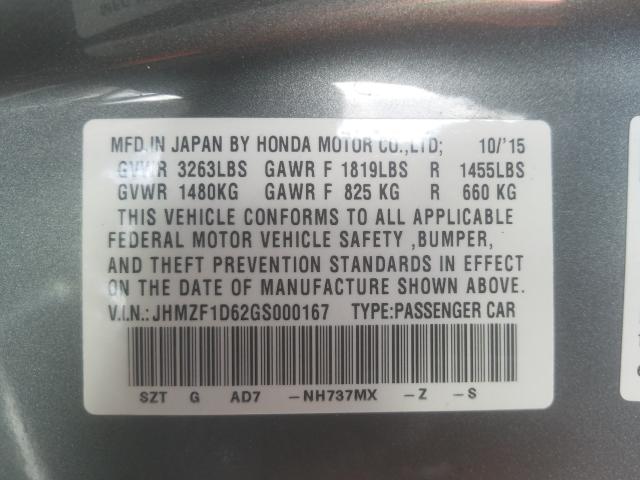 MFD.IN JAPAN BY HONDA MOTOR CO.,LTD; 10/'15
GVWR 3263LBS GAWR F 1819LBS R 1455LBS
GVWR 1480KG GAWR F 825 KG R 660 KG
THIS VEHICLE CONFORMS TO ALL APPLICABLE
FEDERAL MOTOR VEHICLE SAFETY ,BUMPER,
AND THEFT PREVENTION STANDARDS IN EFFECT
ON THE DATE OF MANUFACTURE SHOWN ABOVE.
V.I.N.: JHMZF1D62GS000167 TYPE:PASSENGER CAR
SZT G AD7 -NH737MX -Z -S